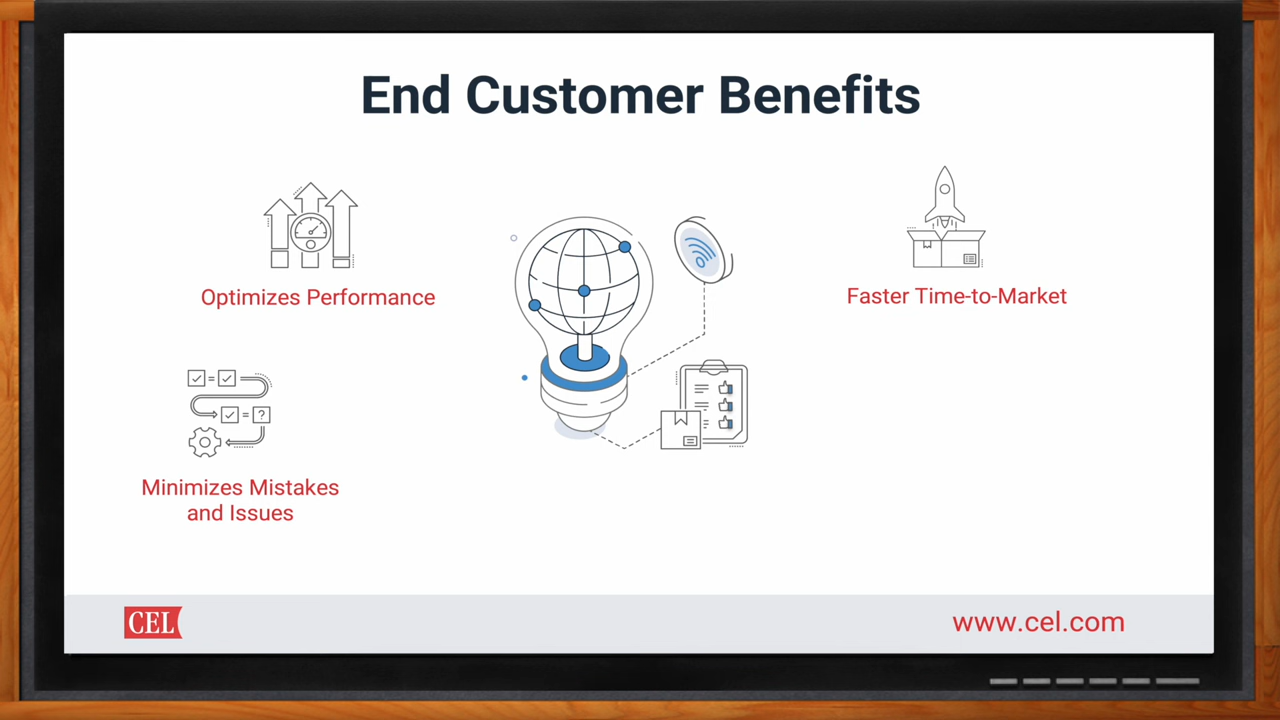 End Customer Benefits
Optimizes Performance
Faster Time-to-Market
Minimizes Mistakes
and Issues
CEL
www.cel.com